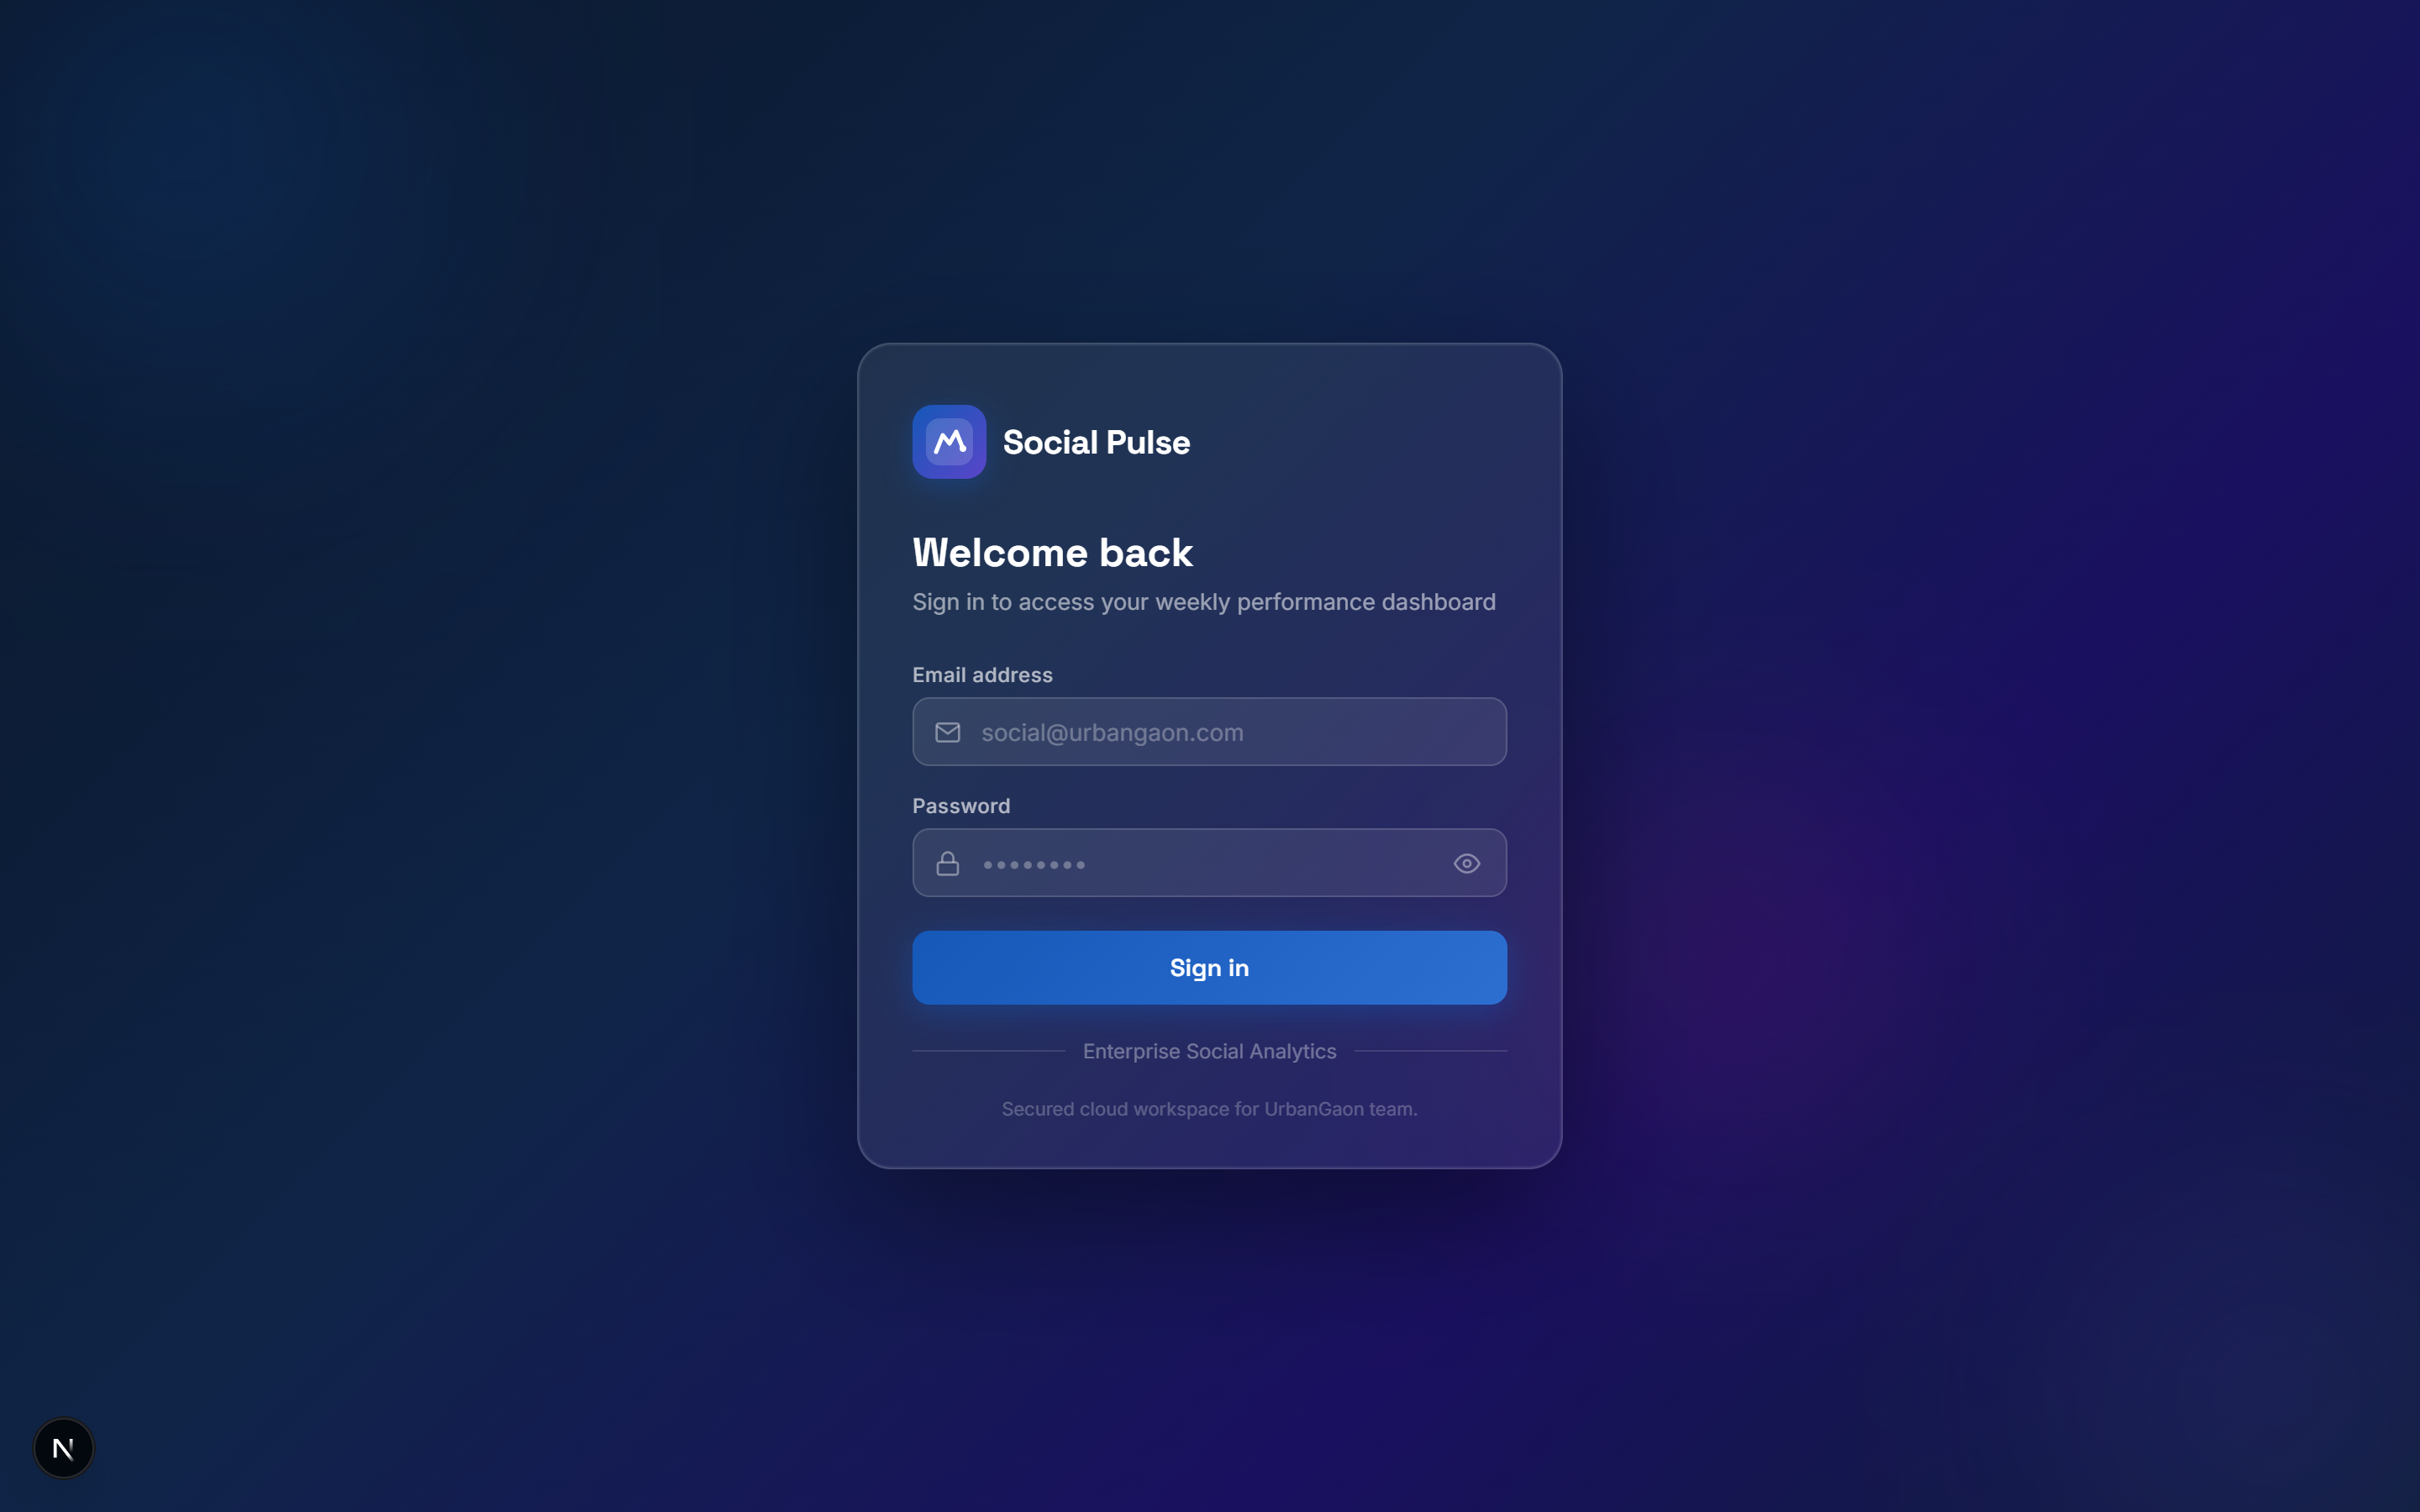 Social Pulse
Welcome back
Sign in to access your weekly performance dashboard
Email address
social@urbangaon.com
Password
••••••••
Sign in
Enterprise Social Analytics
Secured cloud workspace for UrbanGaon team.
N